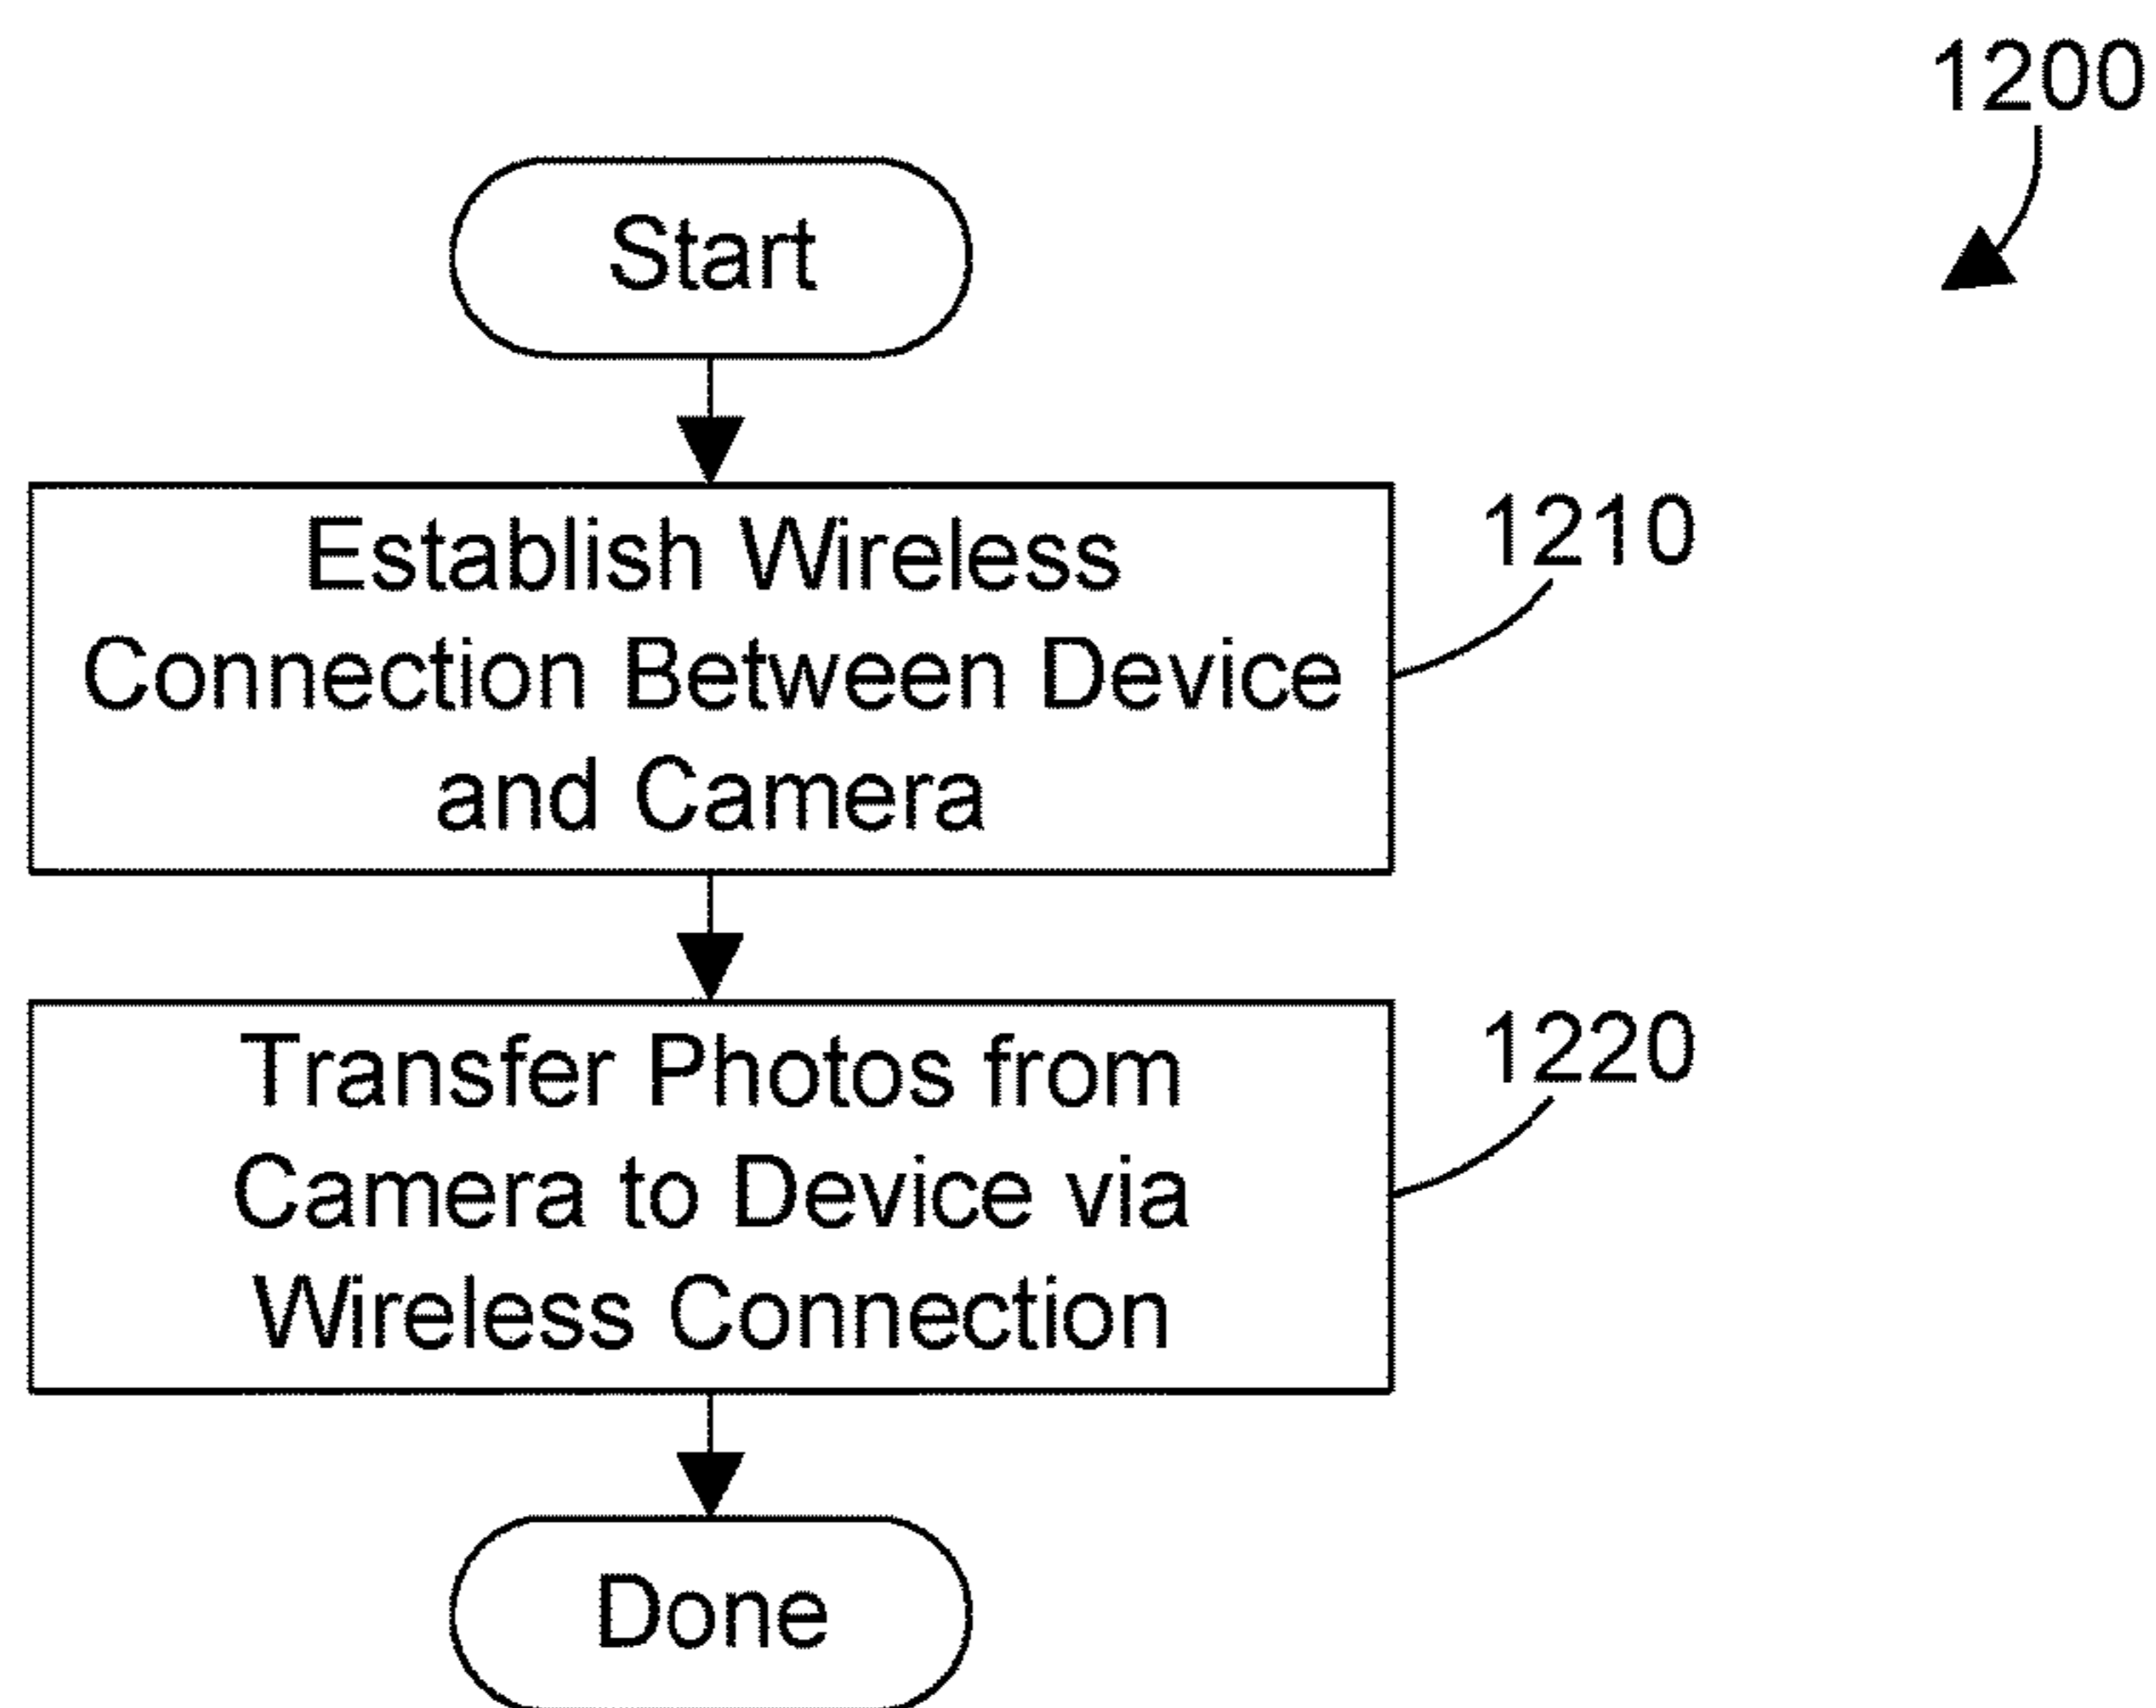 1200
Start
Establish Wireless
Connection Between Device
and Camera
1210
Transfer Photos from
Camera to Device via
Wireless Connection
1220
Done